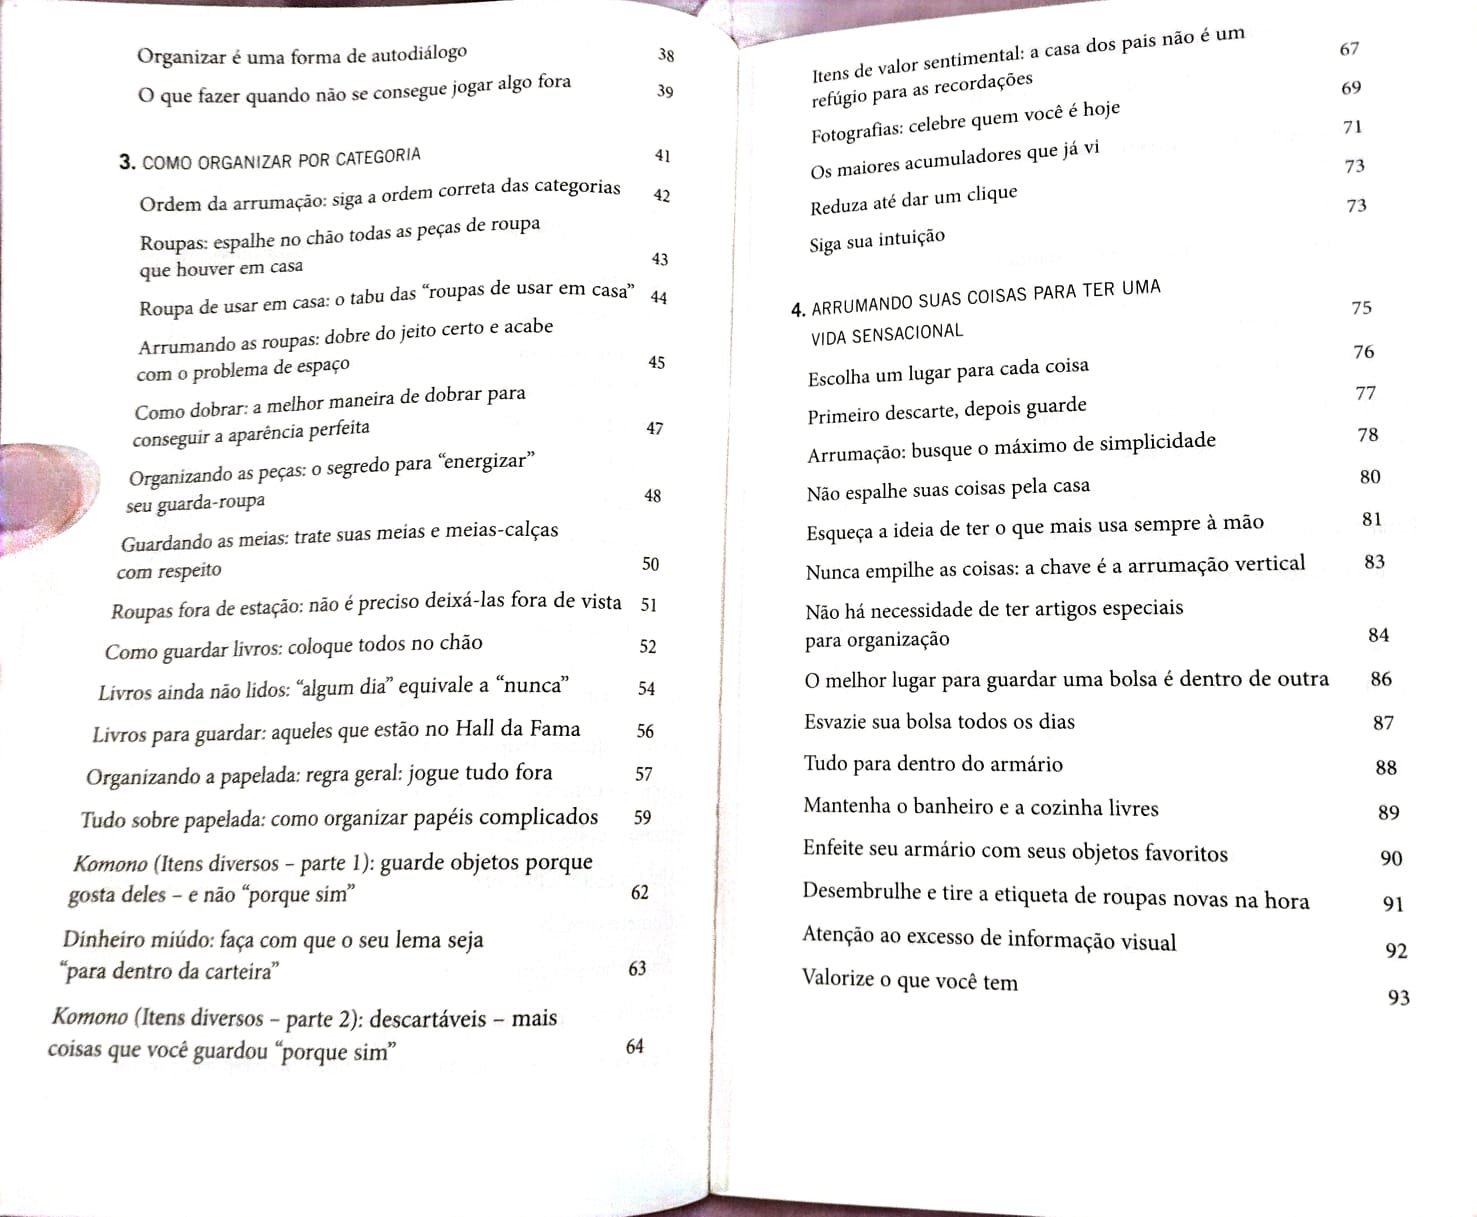 Organizar é uma forma de autodiálogo 38
O que fazer quando não se consegue jogar algo fora 39
3. COMO ORGANIZAR POR CATEGORIA 41
Ordem da arrumação: siga a ordem correta das categorias 42
Roupas: espalhe no chão todas as peças de roupa
que houver em casa 43
Roupa de usar em casa: o tabu das “roupas de usar em casa” 44
Arrumando as roupas: dobre do jeito certo e acabe
com o problema de espaço 45
Como dobrar: a melhor maneira de dobrar para
conseguir a aparência perfeita 47
Organizando as peças: o segredo para “energizar”
seu guarda-roupa 48
Guardando as meias: trate suas meias e meias-calças
com respeito 50
Roupas fora de estação: não é preciso deixá-las fora de vista 51
Como guardar livros: coloque todos no chão 52
Livros ainda não lidos: “algum dia” equivale a “nunca” 54
Livros para guardar: aqueles que estão no Hall da Fama 56
Organizando a papelada: regra geral: jogue tudo fora 57
Tudo sobre papelada: como organizar papéis complicados 59
Komono (Itens diversos – parte 1): guarde objetos porque
gosta deles – e não “porque sim” 62
Dinheiro miúdo: faça com que o seu lema seja
“para dentro da carteira” 63
Komono (Itens diversos – parte 2): descartáveis – mais
coisas que você guardou “porque sim” 64
Itens de valor sentimental: a casa dos pais não é um
refúgio para as recordações 67
Fotografias: celebre quem você é hoje 69
Os maiores acumuladores que já vi 71
Reduza até dar um clique 73
Siga sua intuição 73
4. ARRUMANDO SUAS COISAS PARA TER UMA
VIDA SENSACIONAL 75
Escolha um lugar para cada coisa 76
Primeiro descarte, depois guarde 77
Arrumação: busque o máximo de simplicidade 78
Não espalhe suas coisas pela casa 80
Esqueça a ideia de ter o que mais usa sempre à mão 81
Nunca empilhe as coisas: a chave é a arrumação vertical 83
Não há necessidade de ter artigos especiais
para organização 84
O melhor lugar para guardar uma bolsa é dentro de outra 86
Esvazie sua bolsa todos os dias 87
Tudo para dentro do armário 88
Mantenha o banheiro e a cozinha livres 89
Enfeite seu armário com seus objetos favoritos 90
Desembrulhe e tire a etiqueta de roupas novas na hora 91
Atenção ao excesso de informação visual 92
Valorize o que você tem 93